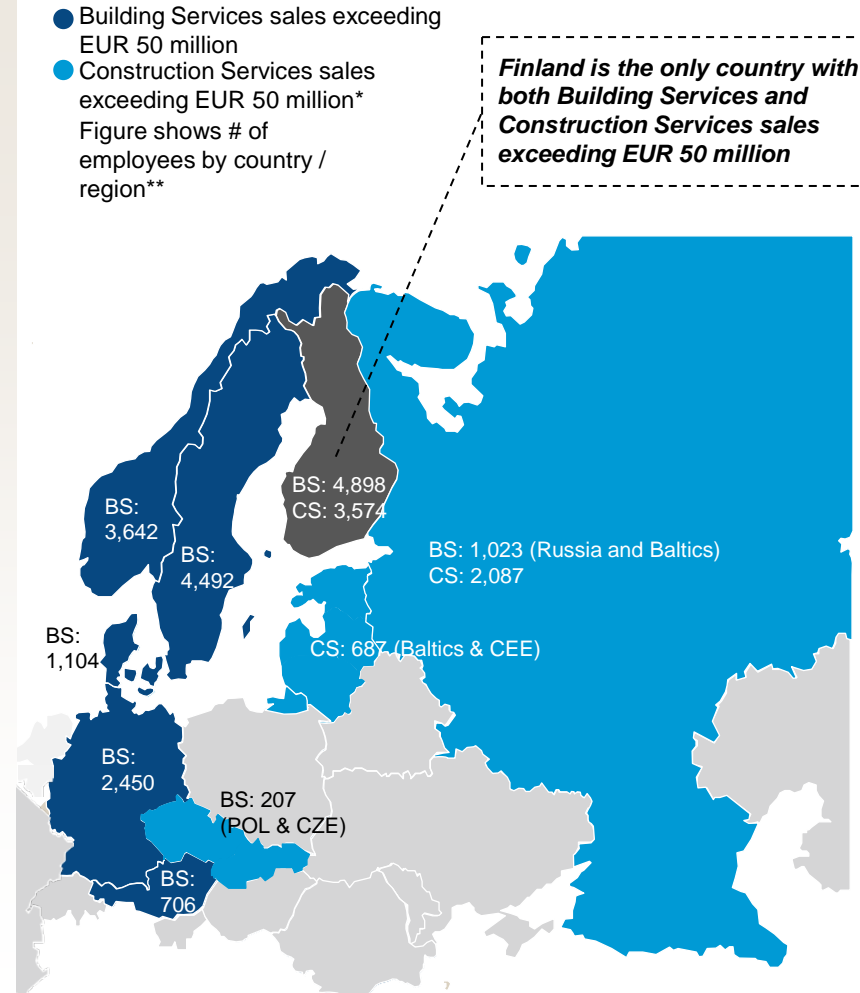 Building Services sales exceeding
EUR 50 million
Construction Services sales
exceeding EUR 50 million*
Figure shows # of
employees by country /
region**
Finland is the only country with
both Building Services and
Construction Services sales
exceeding EUR 50 million
BS: 4,898
CS: 3,574
BS:
3,642
BS:
4,492
BS: 1,023 (Russia and Baltics)
CS: 2,087
BS:
1,104
CS: 687 (Baltics & CEE)
BS:
2,450
BS: 207
(POL & CZE)
BS:
706